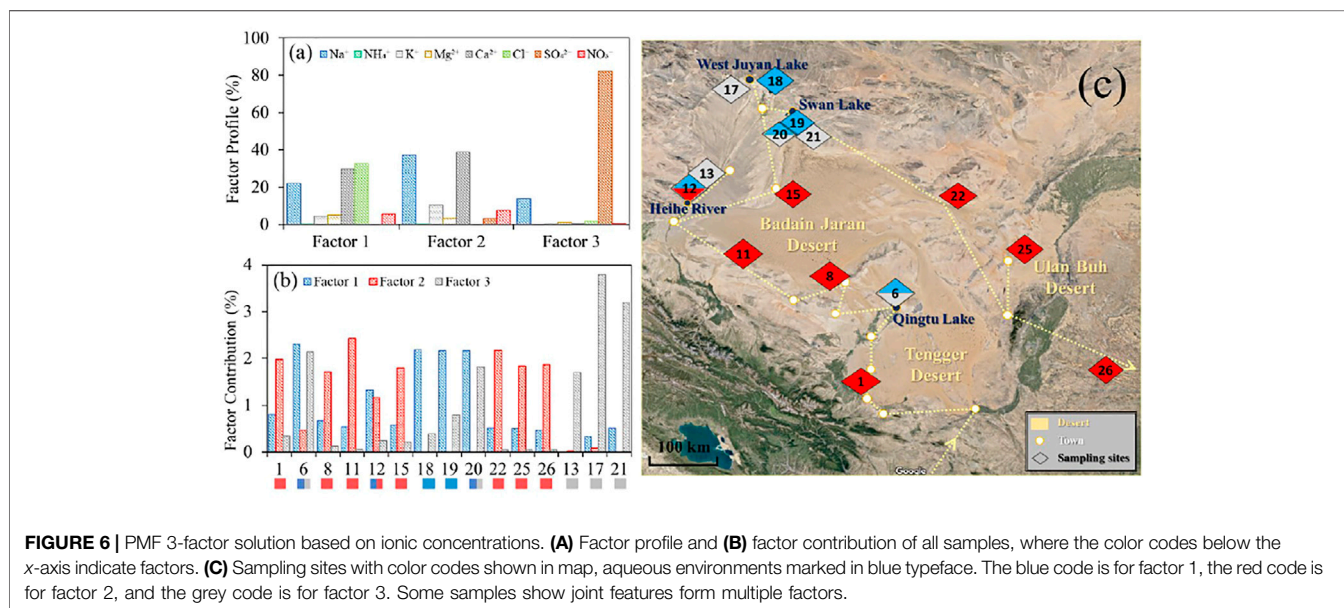 (a)
Na⁺ NH₄⁺ K⁺ Mg²⁺ Ca²⁺ Cl⁻ SO₄²⁻ NO₃⁻
Factor Profile (%)
100
80
60
40
20
0
Factor 1 Factor 2 Factor 3
(b)
Factor 1 Factor 2 Factor 3
Factor Contribution (%)
4
3
2
1
0
1 6 8 11 12 15 18 19 20 22 25 26 13 17 21
(c)
West Juyan Lake
17 18
Swan Lake
19
20 21
13
12
Heihe River
15
22
Badain Jaran
Desert
11
8
25
Ulan Buh
Desert
6
Qingtu Lake
Tengger
Desert
1
26
Desert
Town
Sampling sites
100 km
Google
FIGURE 6 | PMF 3-factor solution based on ionic concentrations. (A) Factor profile and (B) factor contribution of all samples, where the color codes below the
x-axis indicate factors. (C) Sampling sites with color codes shown in map, aqueous environments marked in blue typeface. The blue code is for factor 1, the red code is
for factor 2, and the grey code is for factor 3. Some samples show joint features form multiple factors.